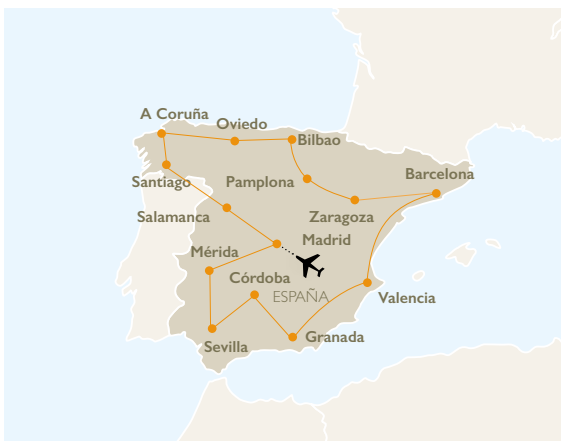 A Coruña
Oviedo
Bilbao
Barcelona
Santiago
Pamplona
Salamanca
Zaragoza
Madrid
Mérida
Córdoba
ESPAÑA
Valencia
Sevilla
Granada